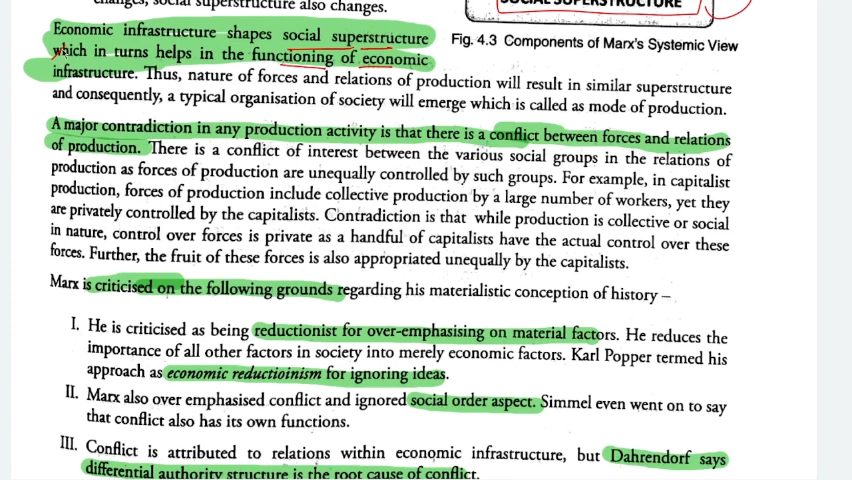 changes, social superstructure also changes.
SOCIAL SUPERSTRUCTURE
Economic infrastructure shapes social superstructure
which in turns helps in the functioning of economic
Fig. 4.3 Components of Marx's Systemic View
infrastructure. Thus, nature of forces and relations of production will result in similar superstructure
and consequently, a typical organisation of society will emerge which is called as mode of production.
A major contradiction in any production activity is that there is a conflict between forces and relations
of production. There is a conflict of interest between the various social groups in the relations of
production as forces of production are unequally controlled by such groups. For example, in capitalist
production, forces of production include collective production by a large number of workers, yet they
are privately controlled by the capitalists. Contradiction is that while production is collective or social
in nature, control over forces is private as a handful of capitalists have the actual control over these
forces. Further, the fruit of these forces is also appropriated unequally by the capitalists.
Marx is criticised on the following grounds regarding his materialistic conception of history –
I. He is criticised as being reductionist for over-emphasising on material factors. He reduces the
importance of all other factors in society into merely economic factors. Karl Popper termed his
approach as economic reductioinism for ignoring ideas.
II. Marx also over emphasised conflict and ignored social order aspect. Simmel even went on to say
that conflict also has its own functions.
III. Conflict is attributed to relations within economic infrastructure, but Dahrendorf says
differential authority structure is the root cause of conflict.